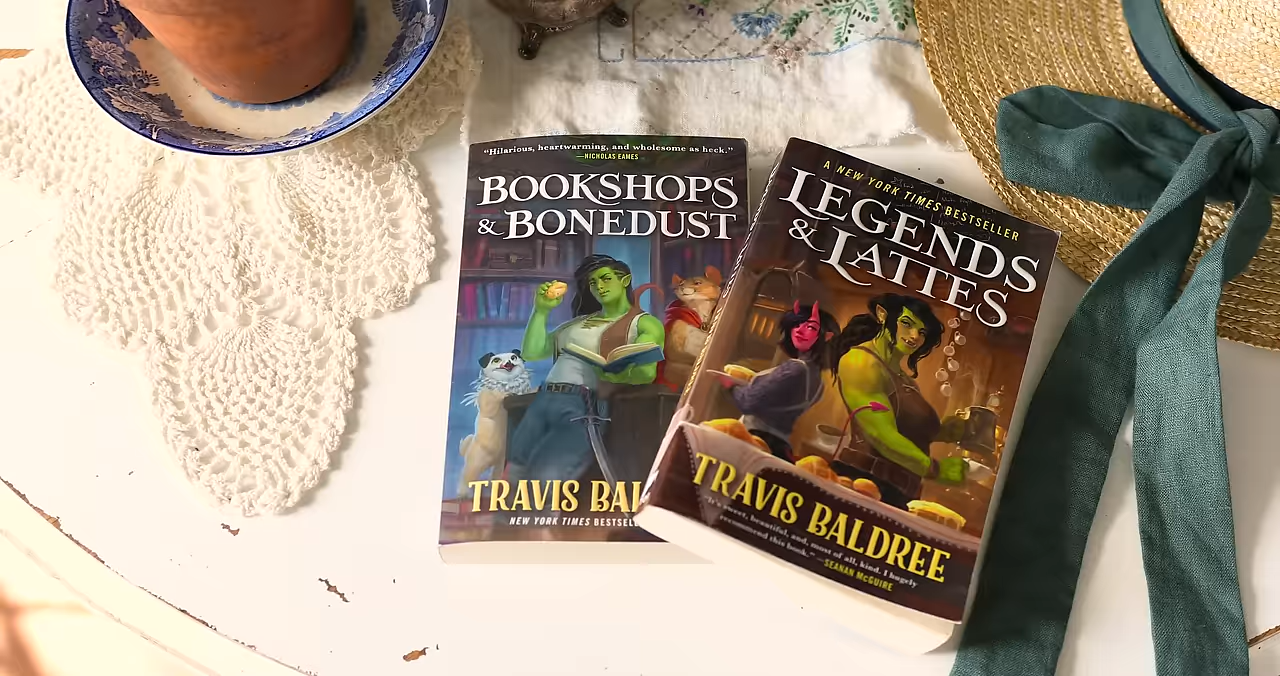 "Hilarious, heartwarming, and wholesome as heck."
—NICHOLAS EAMES
BOOKSHOPS
& BONEDUST
TRAVIS BAL
NEW YORK TIMES BESTSEL
A NEW YORK TIMES BESTSELLER
LEGENDS
& LATTES
TRAVIS BALDREE
"It's sweet, beautiful, and, most of all, kind. I hugely
recommend this book." —SEANAN McGUIRE